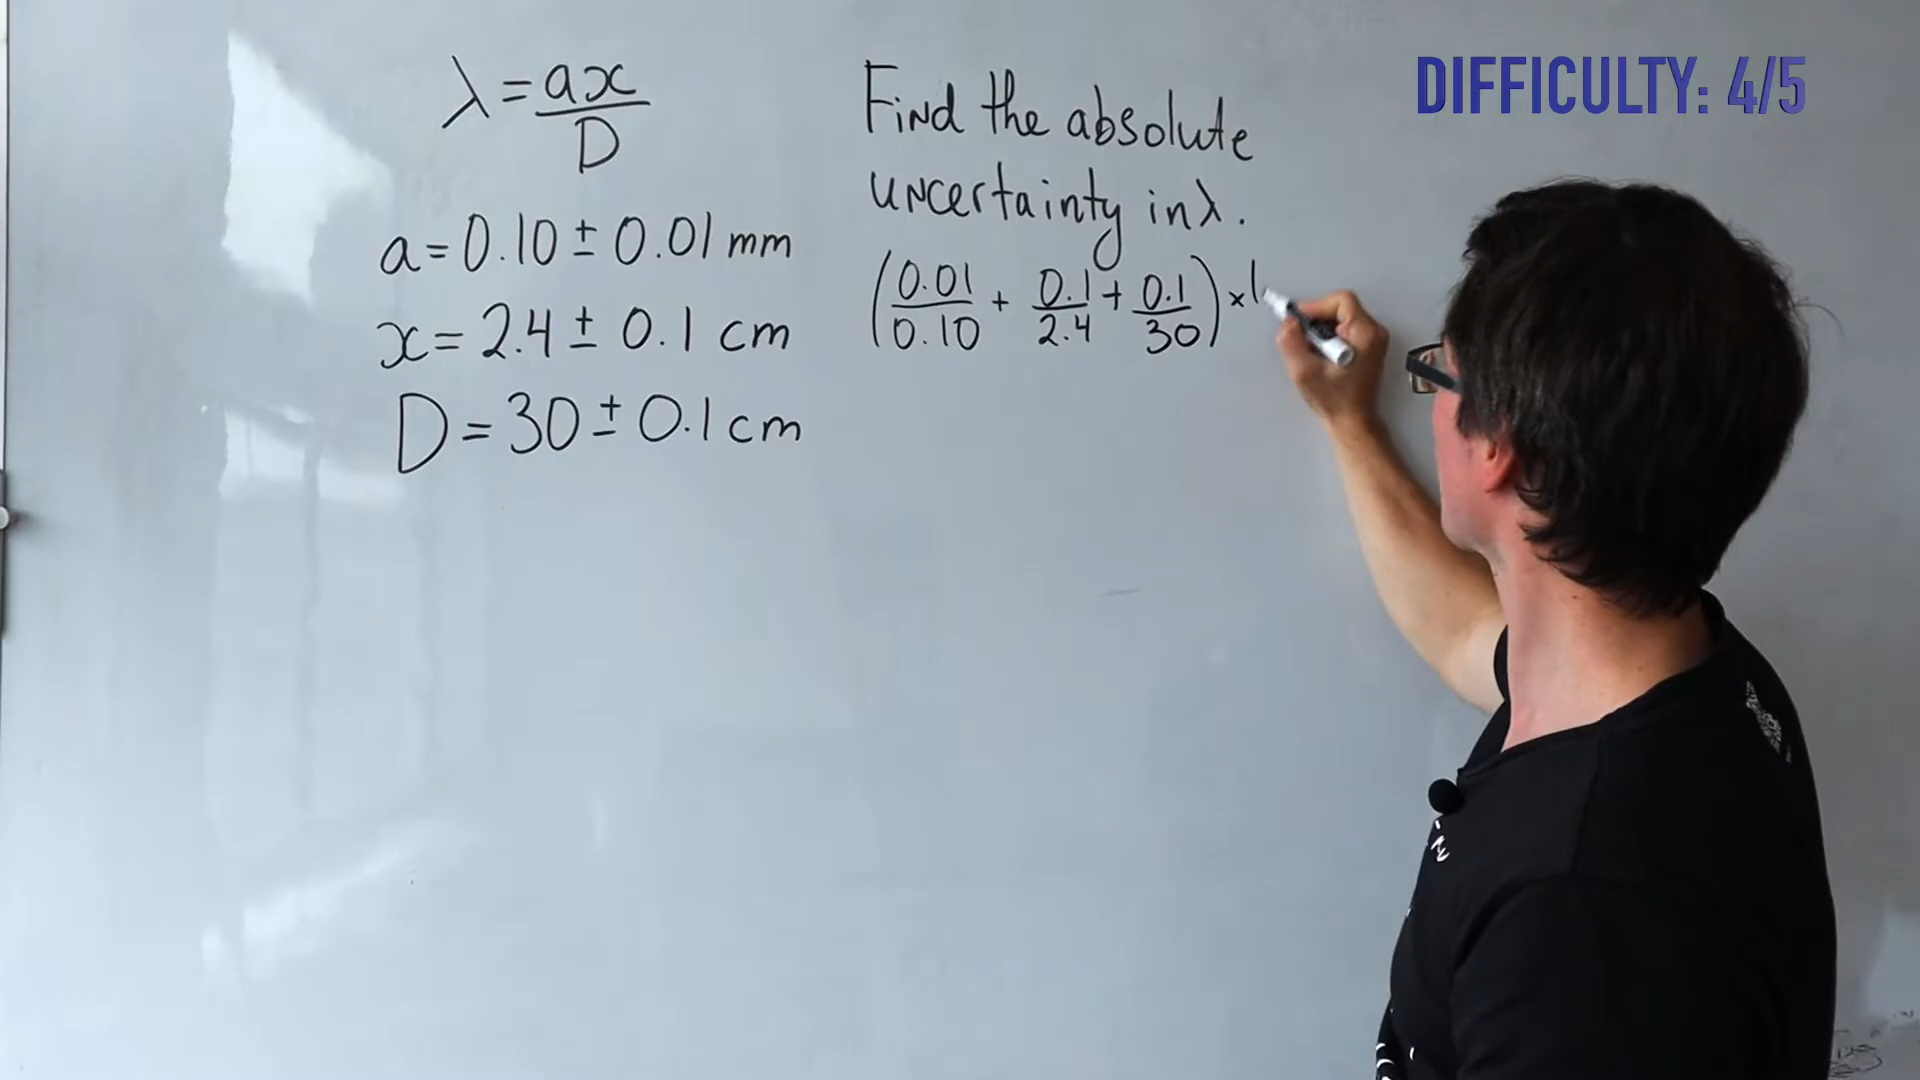 λ = ax/D
a = 0.10 ± 0.01 mm
x = 2.4 ± 0.1 cm
D = 30 ± 0.1 cm
Find the absolute
uncertainty in λ.
(0.01/0.10 + 0.1/2.4 + 0.1/30) × 1
DIFFICULTY: 4/5